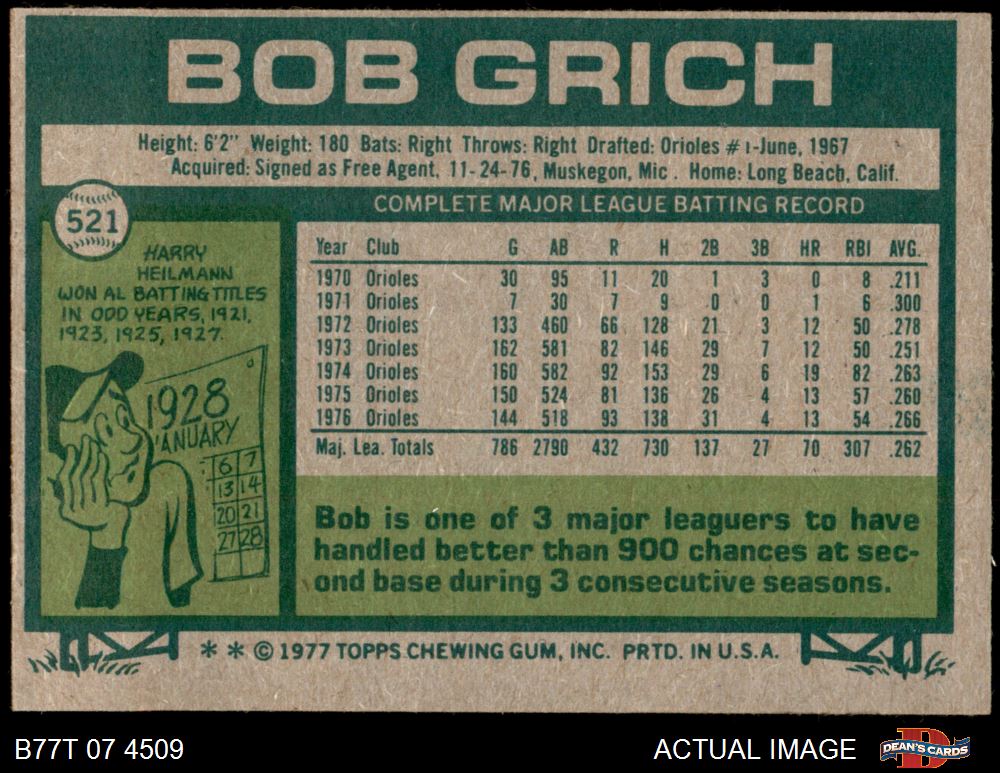 BOB GRICH
Height: 6'2" Weight: 180 Bats: Right Throws: Right Drafted: Orioles #1-June, 1967
Acquired: Signed as Free Agent, 11-24-76, Muskegon, Mic. Home: Long Beach, Calif.
521
HARRY
HEILMANN
WON AL BATTING TITLES
IN ODD YEARS, 1921,
1923, 1925, 1927.
1928
ANUARY
6 7
13 14
20 21
27 28
COMPLETE MAJOR LEAGUE BATTING RECORD
Year Club G AB R H 2B 3B HR RBI AVG.
1970 Orioles 30 95 11 20 1 3 0 8 .211
1971 Orioles 7 30 7 9 0 0 1 6 .300
1972 Orioles 133 460 66 128 21 3 12 50 .278
1973 Orioles 162 581 82 146 29 7 12 50 .251
1974 Orioles 160 582 92 153 29 6 19 82 .263
1975 Orioles 150 524 81 136 26 4 13 57 .260
1976 Orioles 144 518 93 138 31 4 13 54 .266
Maj. Lea. Totals 786 2790 432 730 137 27 70 307 .262
Bob is one of 3 major leaguers to have
handled better than 900 chances at sec-
ond base during 3 consecutive seasons.
** © 1977 TOPPS CHEWING GUM, INC. PRTD. IN U.S.A.
B77T 07 4509
ACTUAL IMAGE
DEAN'S CARDS